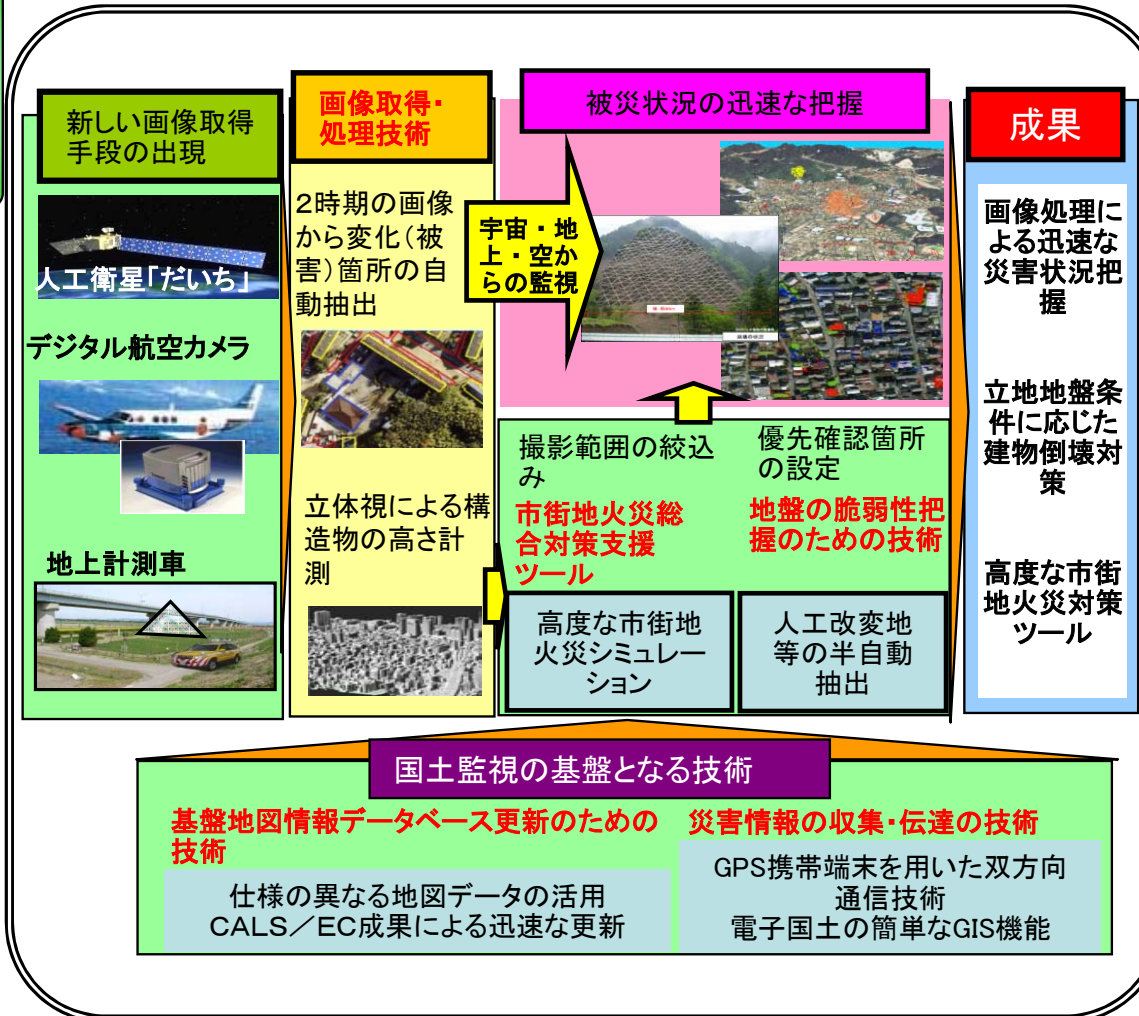 新しい画像取得
手段の出現
人工衛星「だいち」
デジタル航空カメラ
地上計測車
画像取得・
処理技術
2時期の画像
から変化(被
害)箇所の自
動抽出
立体視による構
造物の高さ計
測
被災状況の迅速な把握
宇宙・地
上・空か
らの監視
撮影範囲の絞込
み
市街地火災総
合対策支援
ツール
高度な市街地
火災シミュレー
ション
優先確認箇所
の設定
地盤の脆弱性把
握のための技術
人工改変地
等の半自動
抽出
成果
画像処理に
よる迅速な
災害状況把
握
立地地盤条
件に応じた
建物倒壊対
策
高度な市街
地火災対策
ツール
国土監視の基盤となる技術
基盤地図情報データベース更新のための
技術
仕様の異なる地図データの活用
CALS/EC成果による迅速な更新
災害情報の収集・伝達の技術
GPS携帯端末を用いた双方向
通信技術
電子国土の簡単なGIS機能